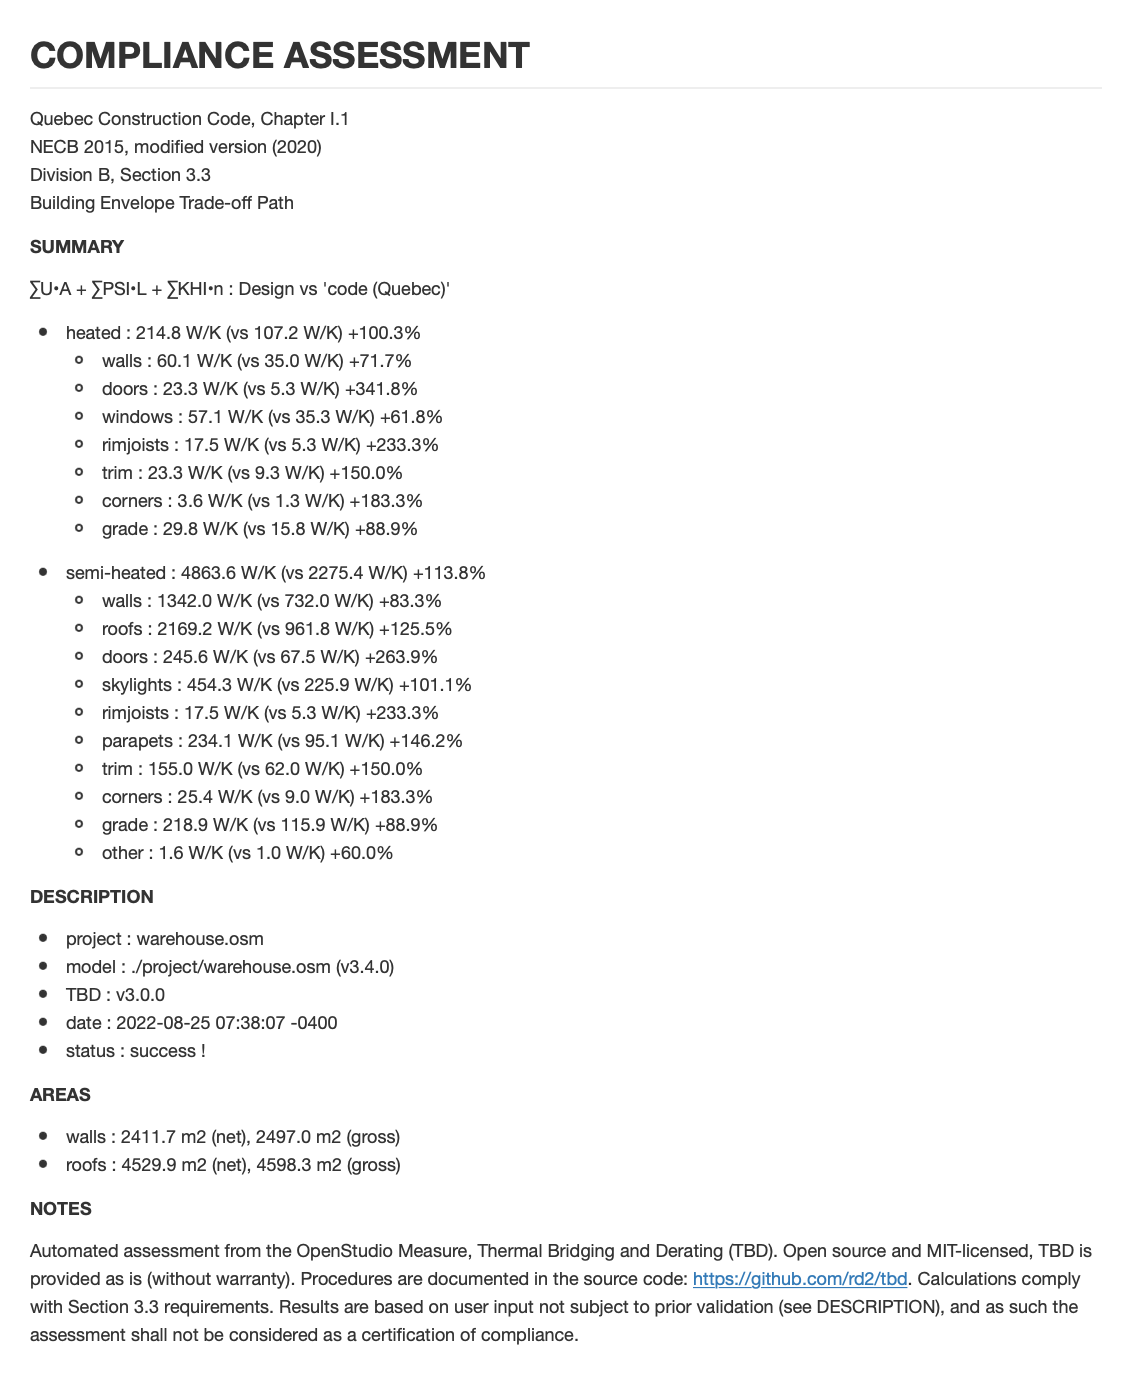 COMPLIANCE ASSESSMENT
Quebec Construction Code, Chapter I.1
NECB 2015, modified version (2020)
Division B, Section 3.3
Building Envelope Trade-off Path
SUMMARY
∑U•A + ∑PSI•L + ∑KHI•n : Design vs 'code (Quebec)'
heated : 214.8 W/K (vs 107.2 W/K) +100.3%
walls : 60.1 W/K (vs 35.0 W/K) +71.7%
doors : 23.3 W/K (vs 5.3 W/K) +341.8%
windows : 57.1 W/K (vs 35.3 W/K) +61.8%
rimjoists : 17.5 W/K (vs 5.3 W/K) +233.3%
trim : 23.3 W/K (vs 9.3 W/K) +150.0%
corners : 3.6 W/K (vs 1.3 W/K) +183.3%
grade : 29.8 W/K (vs 15.8 W/K) +88.9%
semi-heated : 4863.6 W/K (vs 2275.4 W/K) +113.8%
walls : 1342.0 W/K (vs 732.0 W/K) +83.3%
roofs : 2169.2 W/K (vs 961.8 W/K) +125.5%
doors : 245.6 W/K (vs 67.5 W/K) +263.9%
skylights : 454.3 W/K (vs 225.9 W/K) +101.1%
rimjoists : 17.5 W/K (vs 5.3 W/K) +233.3%
parapets : 234.1 W/K (vs 95.1 W/K) +146.2%
trim : 155.0 W/K (vs 62.0 W/K) +150.0%
corners : 25.4 W/K (vs 9.0 W/K) +183.3%
grade : 218.9 W/K (vs 115.9 W/K) +88.9%
other : 1.6 W/K (vs 1.0 W/K) +60.0%
DESCRIPTION
project : warehouse.osm
model : ./project/warehouse.osm (v3.4.0)
TBD : v3.0.0
date : 2022-08-25 07:38:07 -0400
status : success !
AREAS
walls : 2411.7 m2 (net), 2497.0 m2 (gross)
roofs : 4529.9 m2 (net), 4598.3 m2 (gross)
NOTES
Automated assessment from the OpenStudio Measure, Thermal Bridging and Derating (TBD). Open source and MIT-licensed, TBD is
provided as is (without warranty). Procedures are documented in the source code: https://github.com/rd2/tbd. Calculations comply
with Section 3.3 requirements. Results are based on user input not subject to prior validation (see DESCRIPTION), and as such the
assessment shall not be considered as a certification of compliance.